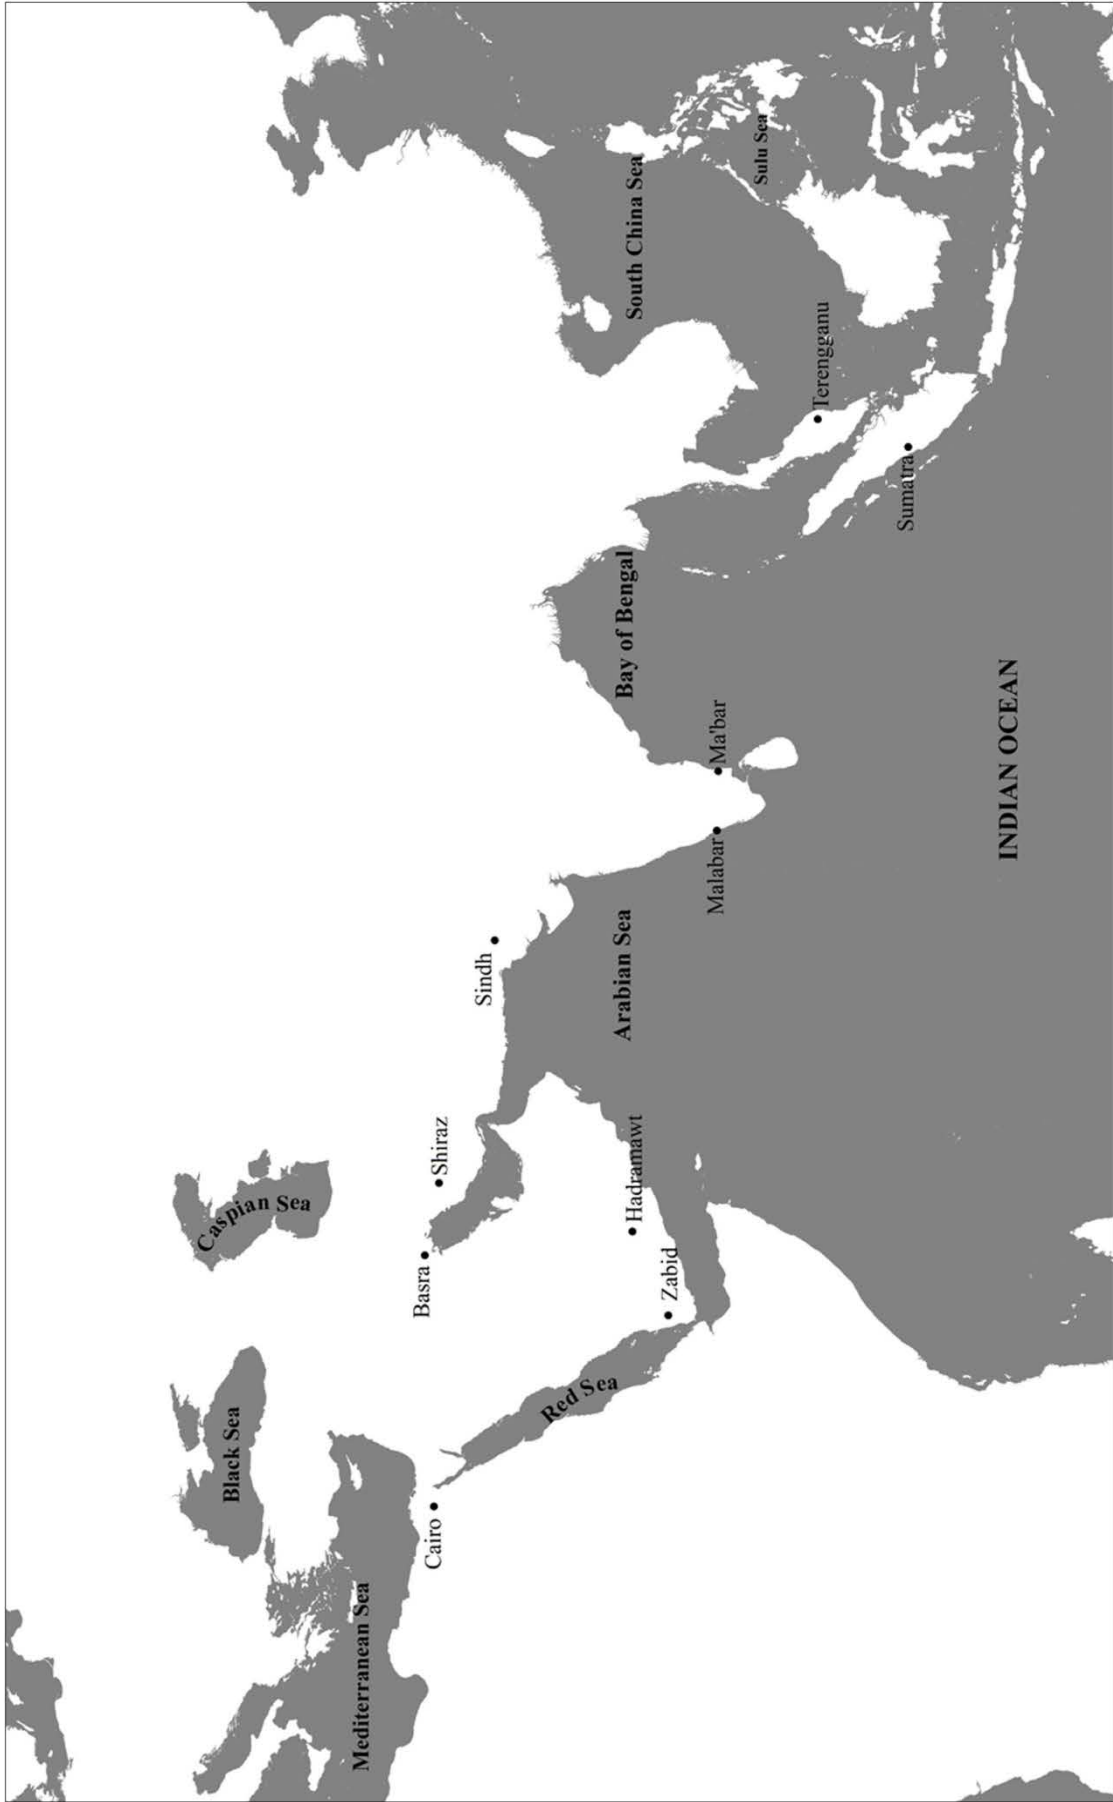 Black Sea
Caspian Sea
Mediterranean Sea
Cairo
Basra
Shiraz
Sindh
Red Sea
Zabid
Hadramawt
Arabian Sea
Bay of Bengal
South China Sea
Malabar
Ma'bar
Sulu Sea
Terengganu
Sumatra
INDIAN OCEAN